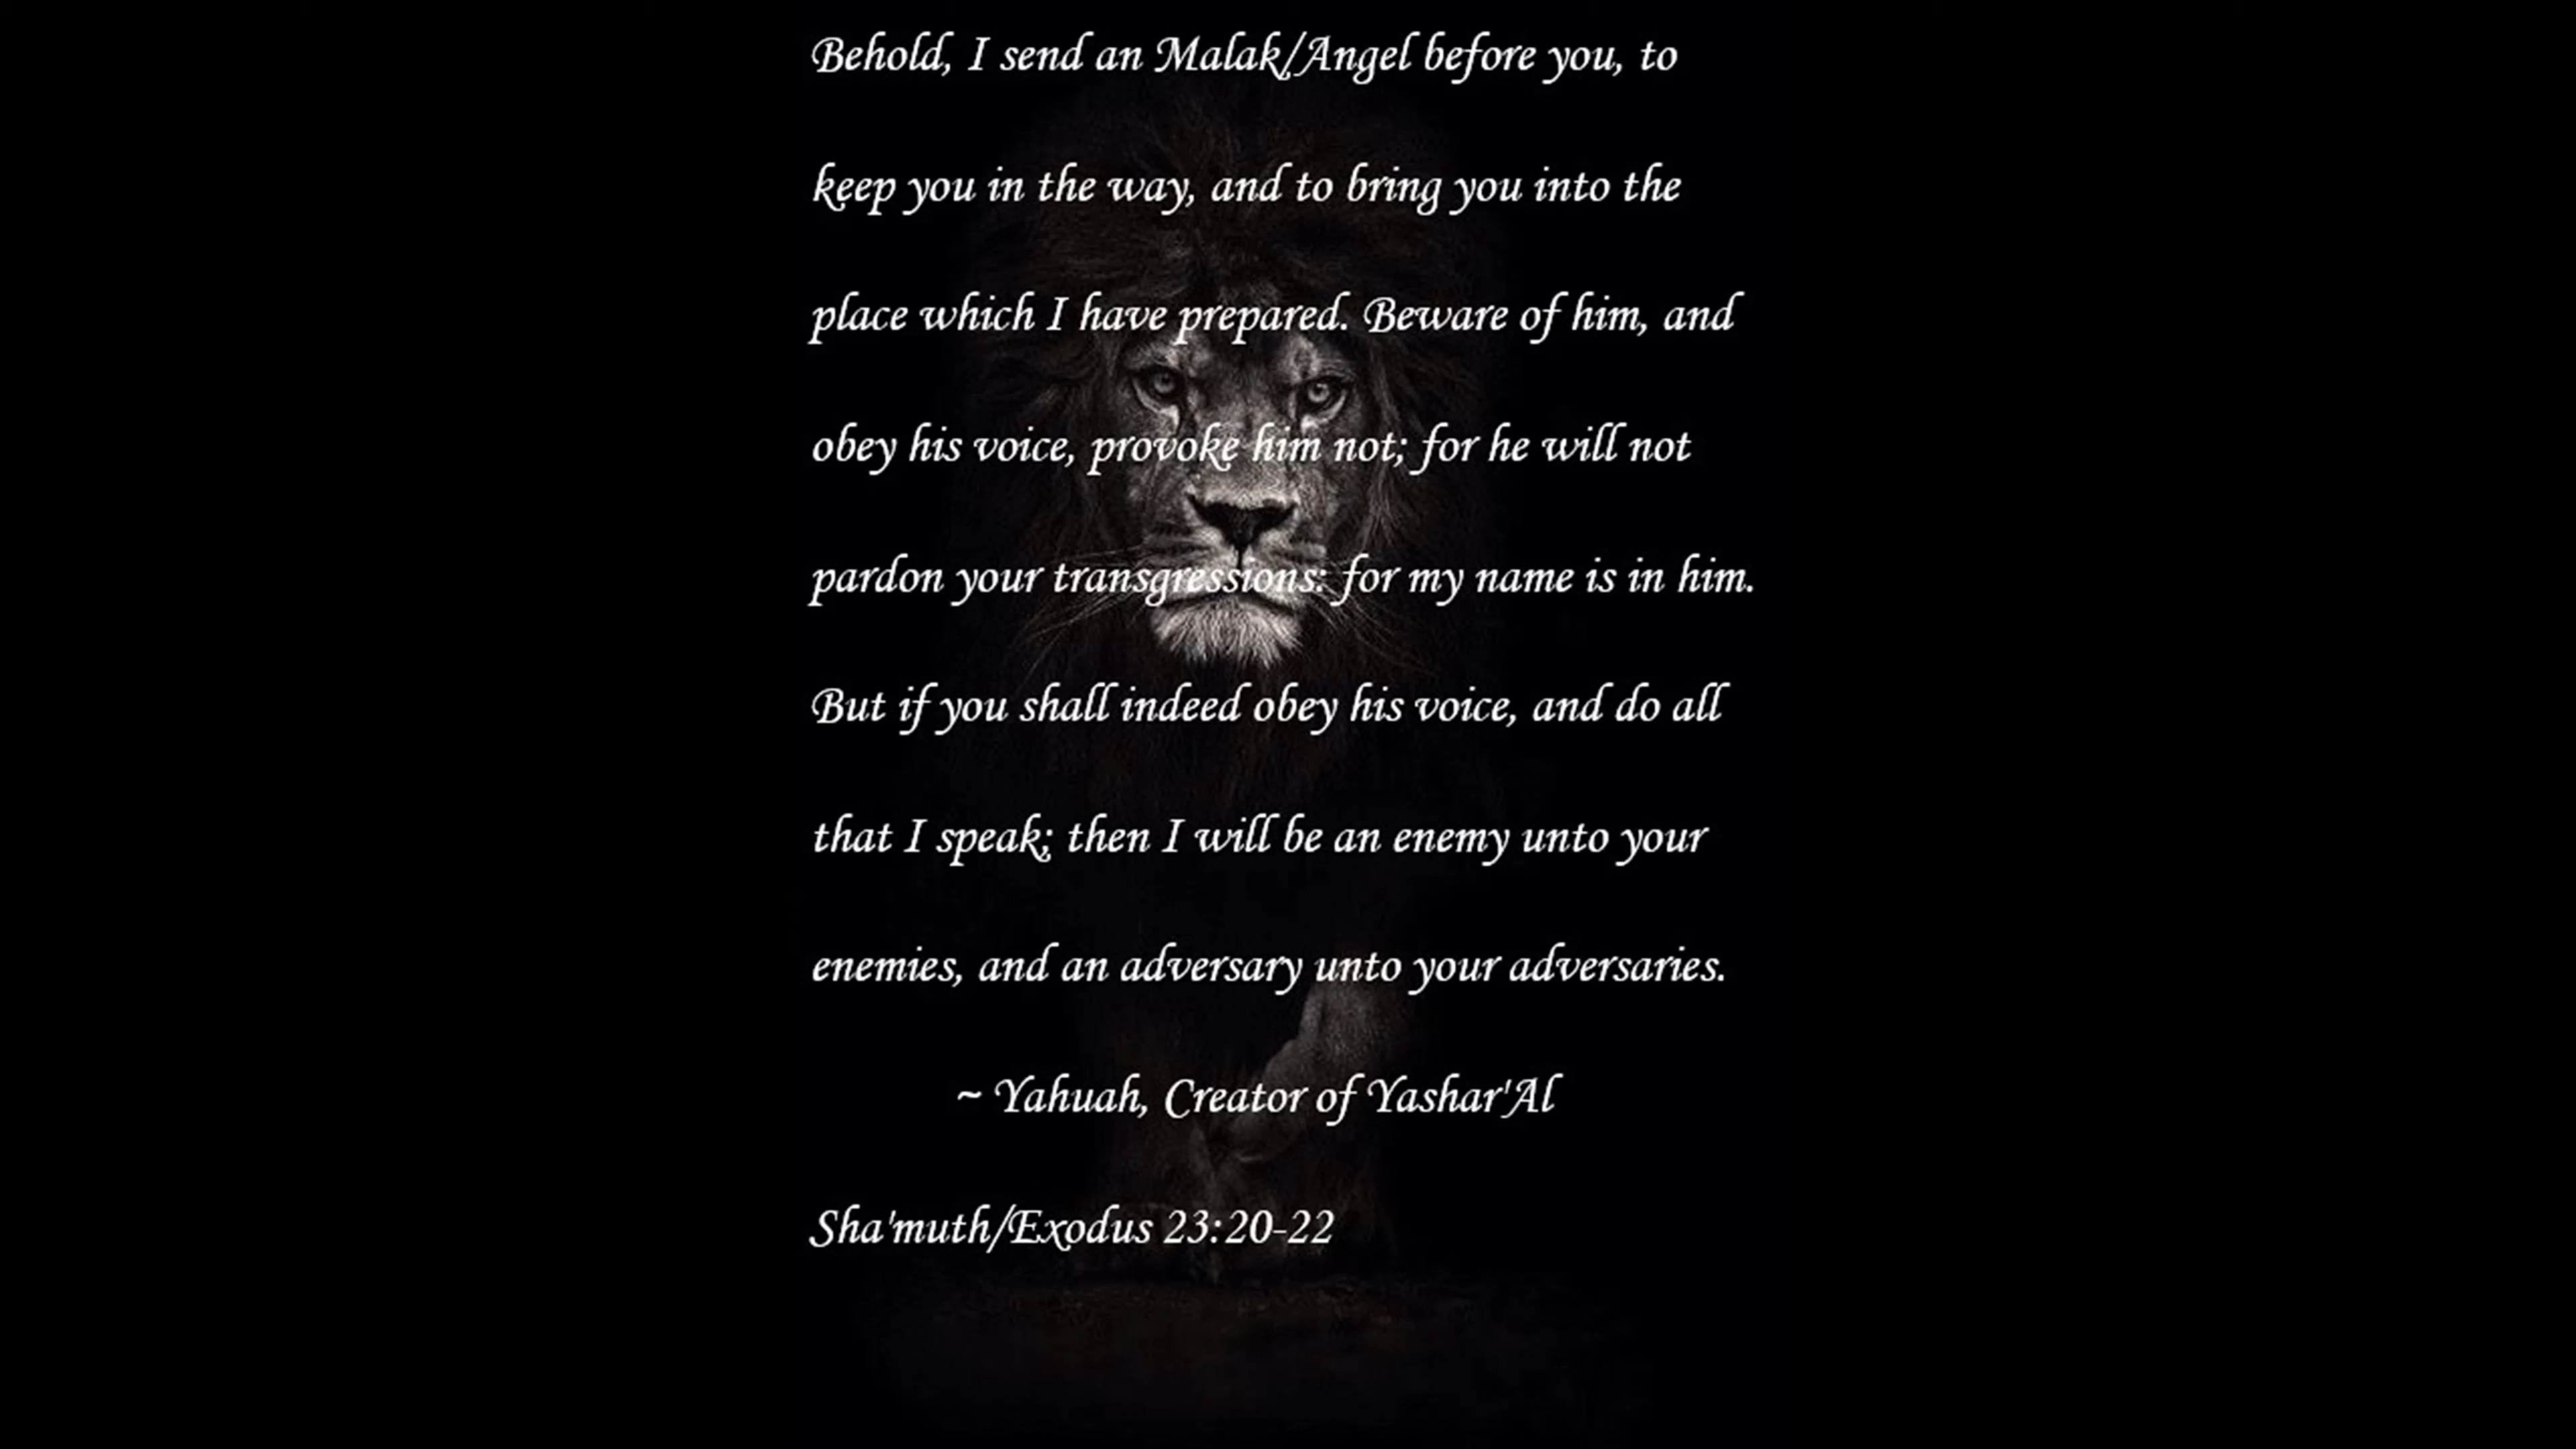 Behold, I send an Malak/Angel before you, to
keep you in the way, and to bring you into the
place which I have prepared. Beware of him, and
obey his voice, provoke him not; for he will not
pardon your transgressions: for my name is in him.
But if you shall indeed obey his voice, and do all
that I speak; then I will be an enemy unto your
enemies, and an adversary unto your adversaries.
~ Yahuah, Creator of Yashar'Al
Sha'muth/Exodus 23:20-22